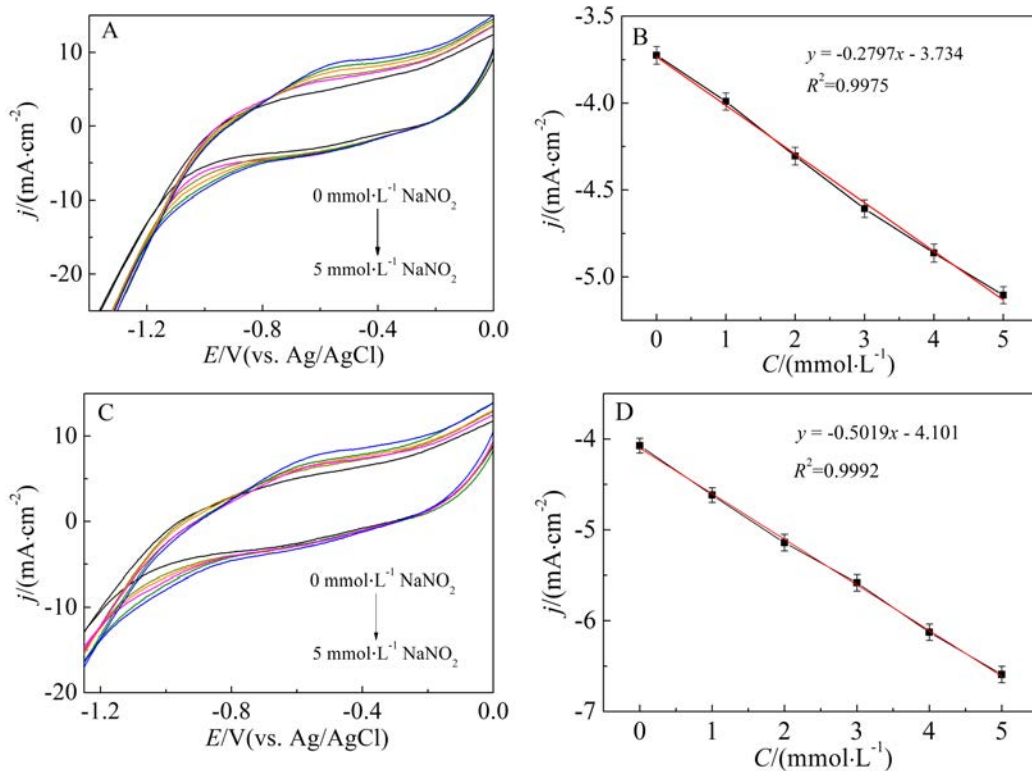 A
10
0
-10
-20
j/(mA·cm⁻²)
0 mmol·L⁻¹ NaNO₂
5 mmol·L⁻¹ NaNO₂
-1.2 -0.8 -0.4 0.0
E/V(vs. Ag/AgCl)
B
y = -0.2797x - 3.734
R²=0.9975
-3.5
-4.0
-4.5
-5.0
j/(mA·cm⁻²)
0 1 2 3 4 5
C/(mmol·L⁻¹)
C
10
0
-10
-20
j/(mA·cm⁻²)
0 mmol·L⁻¹ NaNO₂
5 mmol·L⁻¹ NaNO₂
-1.2 -0.8 -0.4 0.0
E/V(vs. Ag/AgCl)
D
y = -0.5019x - 4.101
R²=0.9992
-4
-5
-6
-7
j/(mA·cm⁻²)
0 1 2 3 4 5
C/(mmol·L⁻¹)